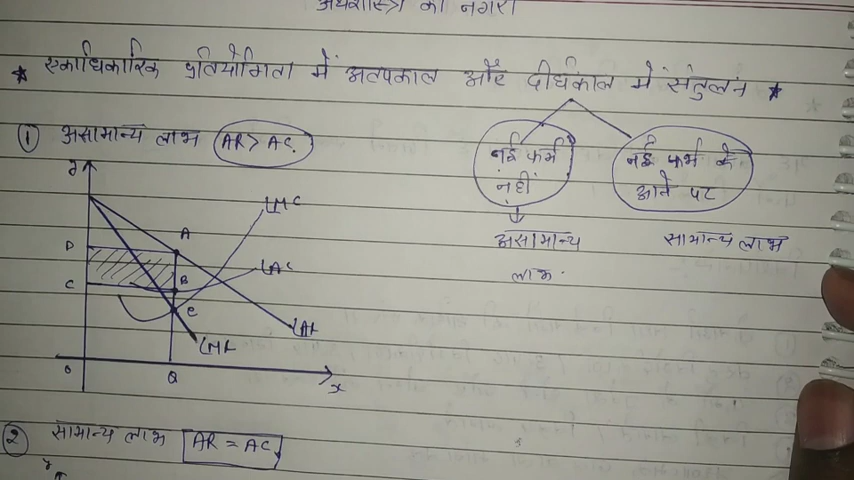 अर्थशास्त्र की नगरी
* एकाधिकारिक प्रतियोगिता में अल्पकाल और दीर्घकाल में संतुलन *
① असामान्य लाभ AR > AC.
नई फर्म नहीं
नई फर्म के आने पर
असामान्य लाभ.
सामान्य लाभ
y
LMC
D
A
LAC
C
B
e
LAR
LMR
O
Q
x
② सामान्य लाभ AR = AC
y